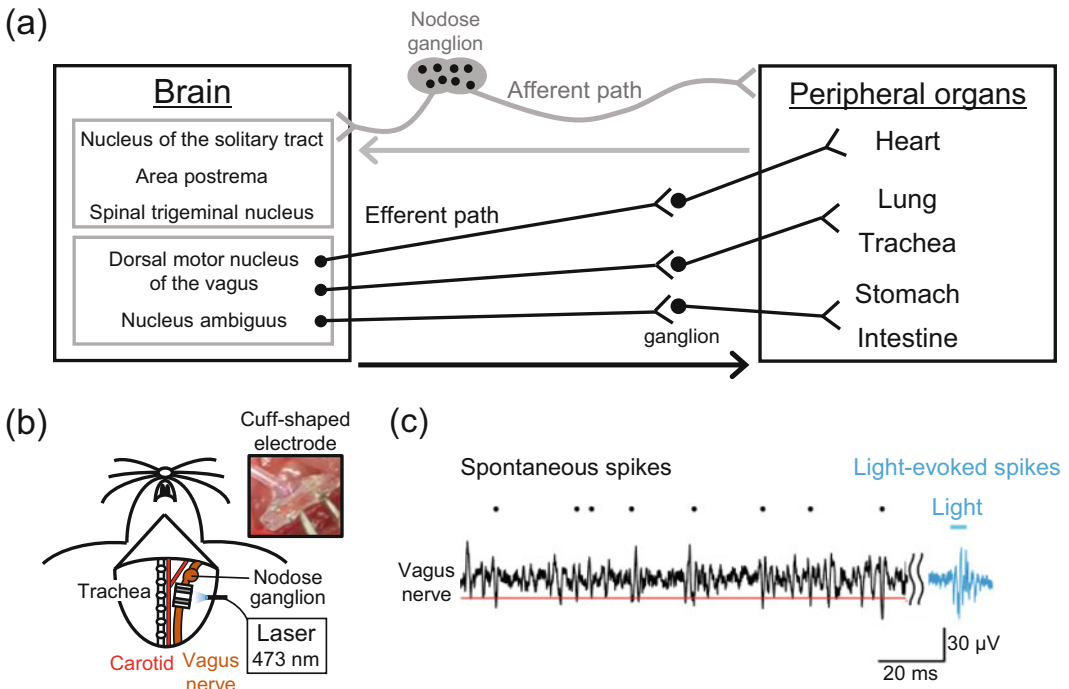 (a)
Nodose
ganglion
Brain
Afferent path
Peripheral organs
Nucleus of the solitary tract
Area postrema
Spinal trigeminal nucleus
Efferent path
Dorsal motor nucleus
of the vagus
Nucleus ambiguus
Heart
Lung
Trachea
Stomach
Intestine
ganglion
(b)
Cuff-shaped
electrode
Trachea
Nodose
ganglion
Laser
473 nm
Carotid
Vagus
nerve
(c)
Spontaneous spikes
Light-evoked spikes
Light
Vagus
nerve
30 μV
20 ms